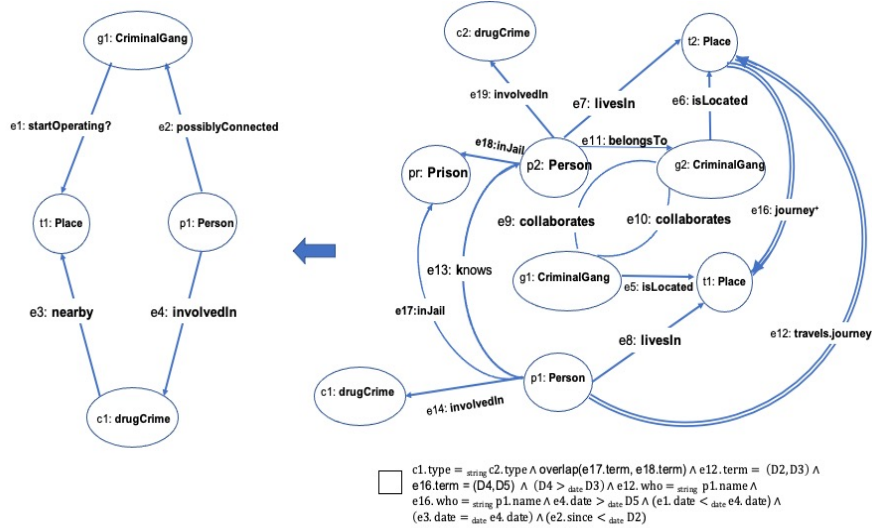 g1: CriminalGang
e1: startOperating?
e2: possiblyConnected
t1: Place
p1: Person
e3: nearby
e4: involvedIn
c1: drugCrime
c2: drugCrime
t2: Place
e19: involvedIn
e7: livesIn
e6: isLocated
e18:inJail
e11: belongsTo
pr: Prison
p2: Person
g2: CriminalGang
e9: collaborates
e10: collaborates
e16: journey*
e13: knows
g1: CriminalGang
e5: isLocated
t1: Place
e17:inJail
e8: livesIn
e12: travels.journey
p1: Person
c1: drugCrime
e14: involvedIn
c1.type = string c2.type ∧ overlap(e17.term, e18.term) ∧ e12.term = (D2,D3) ∧
e16.term = (D4,D5) ∧ (D4 > date D3) ∧ e12.who = string p1.name ∧
e16.who = string p1.name ∧ e4.date > date D5 ∧ (e1.date < date e4.date) ∧
(e3.date = date e4.date) ∧ (e2.since < date D2)